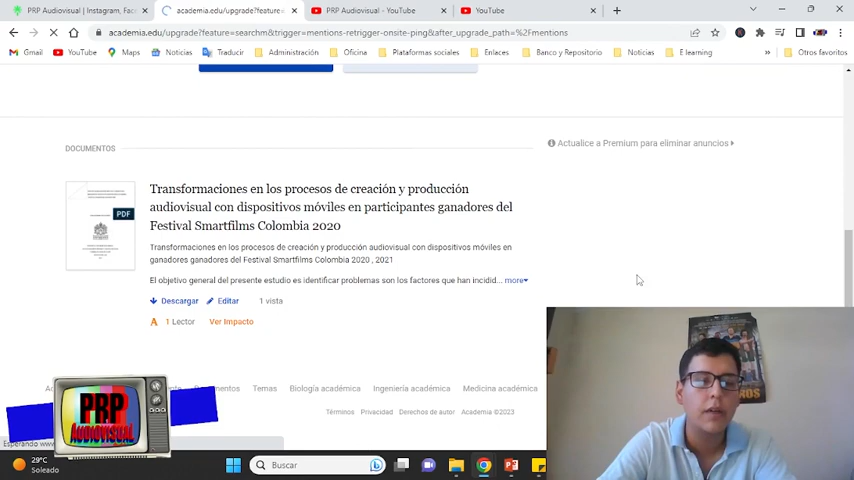 PRP Audiovisual | Instagram, Fac
academia.edu/upgrade?feature=
PRP Audiovisual - YouTube
YouTube
academia.edu/upgrade?feature=searchm&trigger=mentions-retrigger-onsite-ping&after_upgrade_path=%2Fmentions
Gmail
YouTube
Maps
Noticias
Traducir
Administración
Oficina
Plataformas sociales
Enlaces
Banco y Repositorio
Noticias
E learning
»
Otros favoritos
DOCUMENTOS
Actualice a Premium para eliminar anuncios
PDF
Transformaciones en los procesos de creación y producción
audiovisual con dispositivos móviles en participantes ganadores del
Festival Smartfilms Colombia 2020
Transformaciones en los procesos de creación y producción audiovisual con dispositivos móviles en
ganadores ganadores del Festival Smartfilms Colombia 2020 , 2021
El objetivo general del presente estudio es identificar problemas son los factores que han incidid... more
Descargar
Editar
1 vista
1 Lector
Ver Impacto
Temas
Biología académica
Ingeniería académica
Medicina académica
Términos
Privacidad
Derechos de autor
Academia ©2023
PRP
AUDIOVISUAL
Esperando www
29°C
Soleado
Buscar